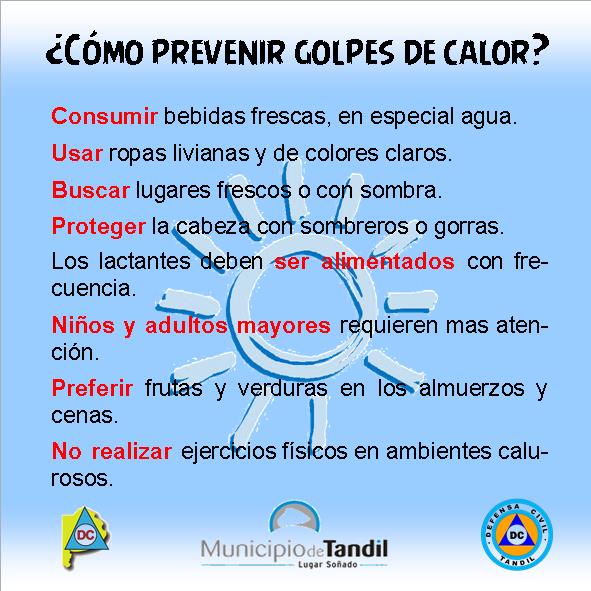 ¿CÓMO PREVENIR GOLPES DE CALOR?
Consumir bebidas frescas, en especial agua.
Usar ropas livianas y de colores claros.
Buscar lugares frescos o con sombra.
Proteger la cabeza con sombreros o gorras.
Los lactantes deben ser alimentados con fre-
cuencia.
Niños y adultos mayores requieren mas aten-
ción.
Preferir frutas y verduras en los almuerzos y
cenas.
No realizar ejercicios físicos en ambientes calu-
rosos.
DC
Municipio de Tandil
Lugar Soñado
DEFENSA CIVIL
DC
TANDIL